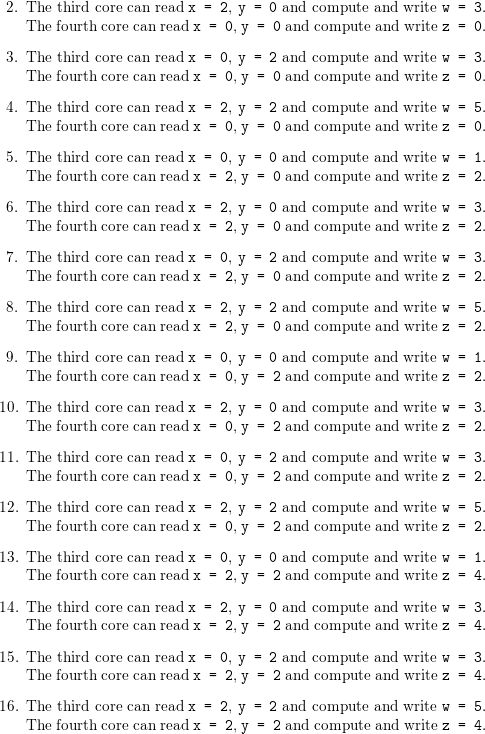 2. The third core can read x = 2, y = 0 and compute and write w = 3.
The fourth core can read x = 0, y = 0 and compute and write z = 0.
3. The third core can read x = 0, y = 2 and compute and write w = 3.
The fourth core can read x = 0, y = 0 and compute and write z = 0.
4. The third core can read x = 2, y = 2 and compute and write w = 5.
The fourth core can read x = 0, y = 0 and compute and write z = 0.
5. The third core can read x = 0, y = 0 and compute and write w = 1.
The fourth core can read x = 2, y = 0 and compute and write z = 2.
6. The third core can read x = 2, y = 0 and compute and write w = 3.
The fourth core can read x = 2, y = 0 and compute and write z = 2.
7. The third core can read x = 0, y = 2 and compute and write w = 3.
The fourth core can read x = 2, y = 0 and compute and write z = 2.
8. The third core can read x = 2, y = 2 and compute and write w = 5.
The fourth core can read x = 2, y = 0 and compute and write z = 2.
9. The third core can read x = 0, y = 0 and compute and write w = 1.
The fourth core can read x = 0, y = 2 and compute and write z = 2.
10. The third core can read x = 2, y = 0 and compute and write w = 3.
The fourth core can read x = 0, y = 2 and compute and write z = 2.
11. The third core can read x = 0, y = 2 and compute and write w = 3.
The fourth core can read x = 0, y = 2 and compute and write z = 2.
12. The third core can read x = 2, y = 2 and compute and write w = 5.
The fourth core can read x = 0, y = 2 and compute and write z = 2.
13. The third core can read x = 0, y = 0 and compute and write w = 1.
The fourth core can read x = 2, y = 2 and compute and write z = 4.
14. The third core can read x = 2, y = 0 and compute and write w = 3.
The fourth core can read x = 2, y = 2 and compute and write z = 4.
15. The third core can read x = 0, y = 2 and compute and write w = 3.
The fourth core can read x = 2, y = 2 and compute and write z = 4.
16. The third core can read x = 2, y = 2 and compute and write w = 5.
The fourth core can read x = 2, y = 2 and compute and write z = 4.